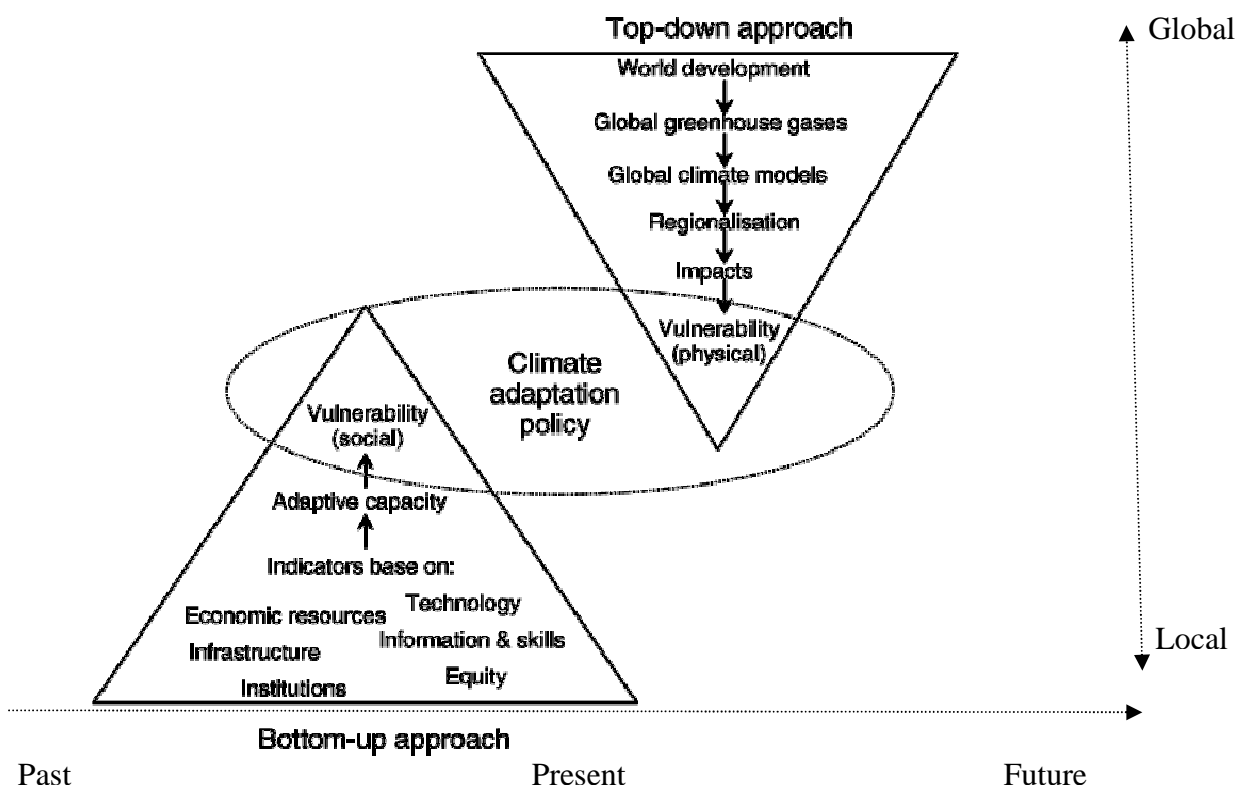 Top-down approach
Global
World development
Global greenhouse gases
Global climate models
Regionalisation
Impacts
Vulnerability
(physical)
Climate
adaptation
policy
Vulnerability
(social)
Adaptive capacity
Indicators base on:
Economic resources
Technology
Infrastructure
Information & skills
Institutions
Equity
Local
Bottom-up approach
Past
Present
Future